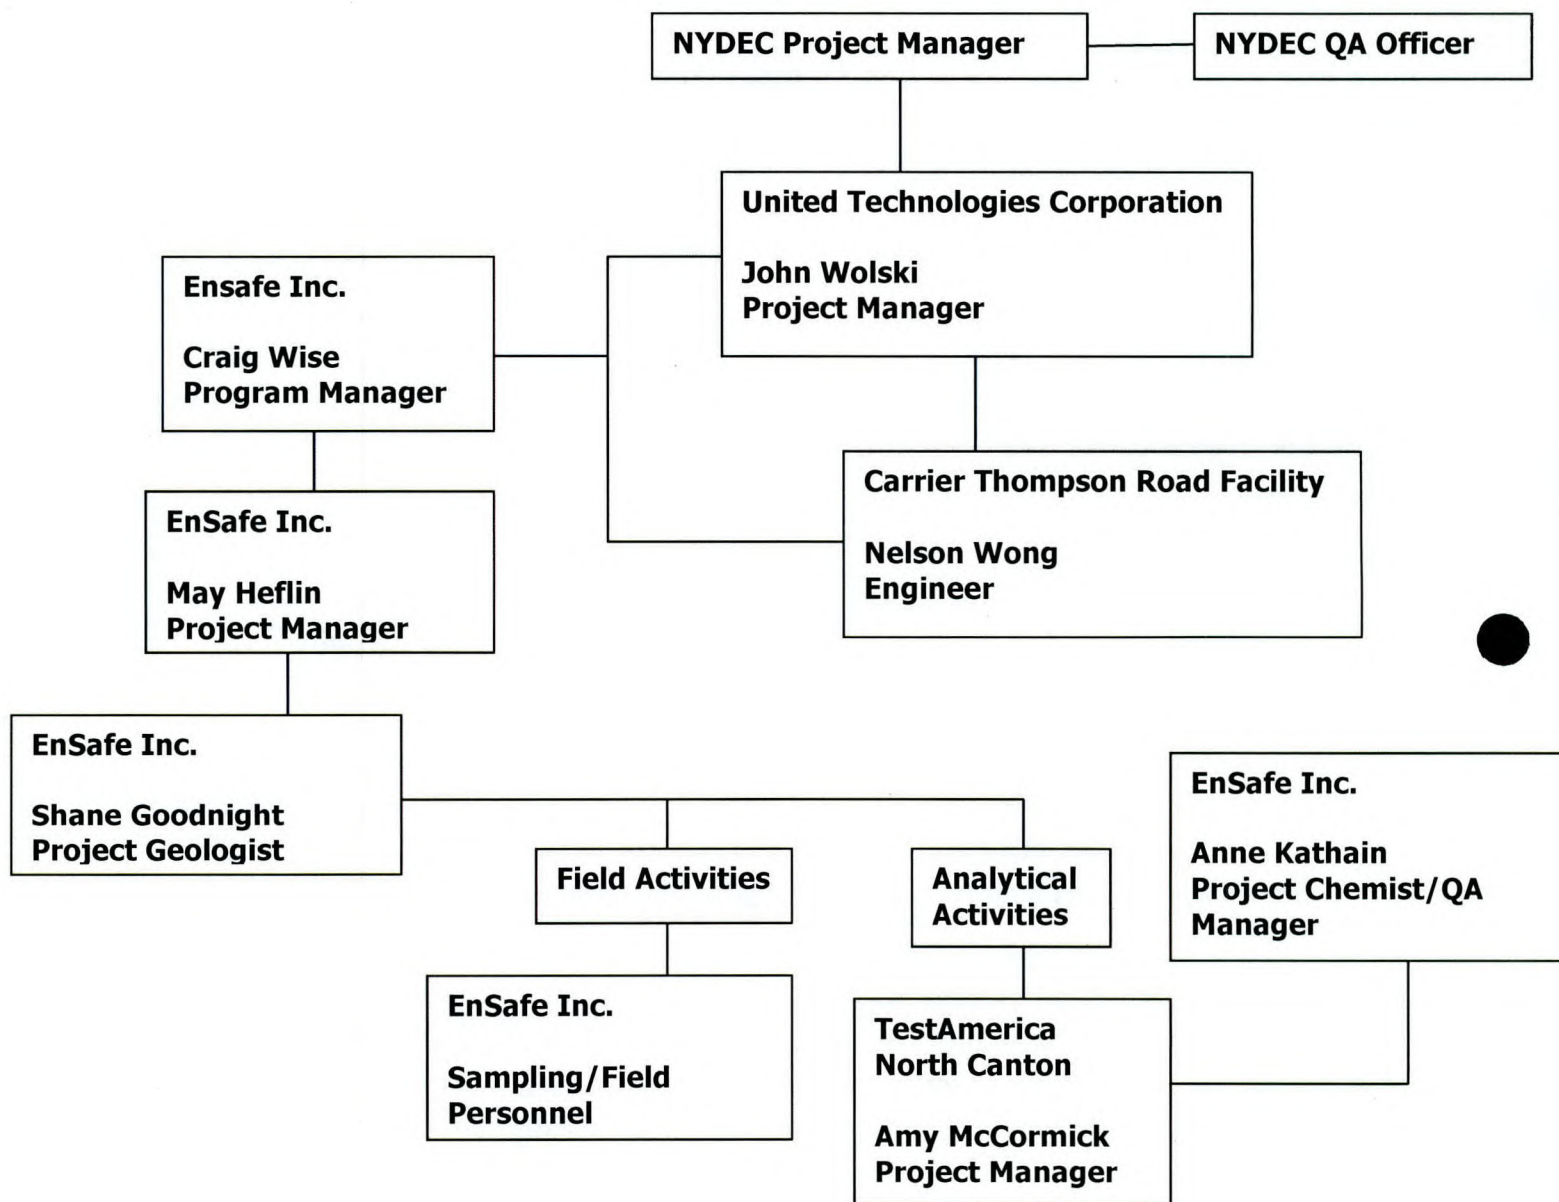 NYDEC Project Manager
NYDEC QA Officer
United Technologies Corporation
John Wolski
Project Manager
Ensafe Inc.
Craig Wise
Program Manager
Carrier Thompson Road Facility
Nelson Wong
Engineer
EnSafe Inc.
May Heflin
Project Manager
EnSafe Inc.
Shane Goodnight
Project Geologist
Field Activities
Analytical
Activities
EnSafe Inc.
Anne Kathain
Project Chemist/QA
Manager
EnSafe Inc.
Sampling/Field
Personnel
TestAmerica
North Canton
Amy McCormick
Project Manager